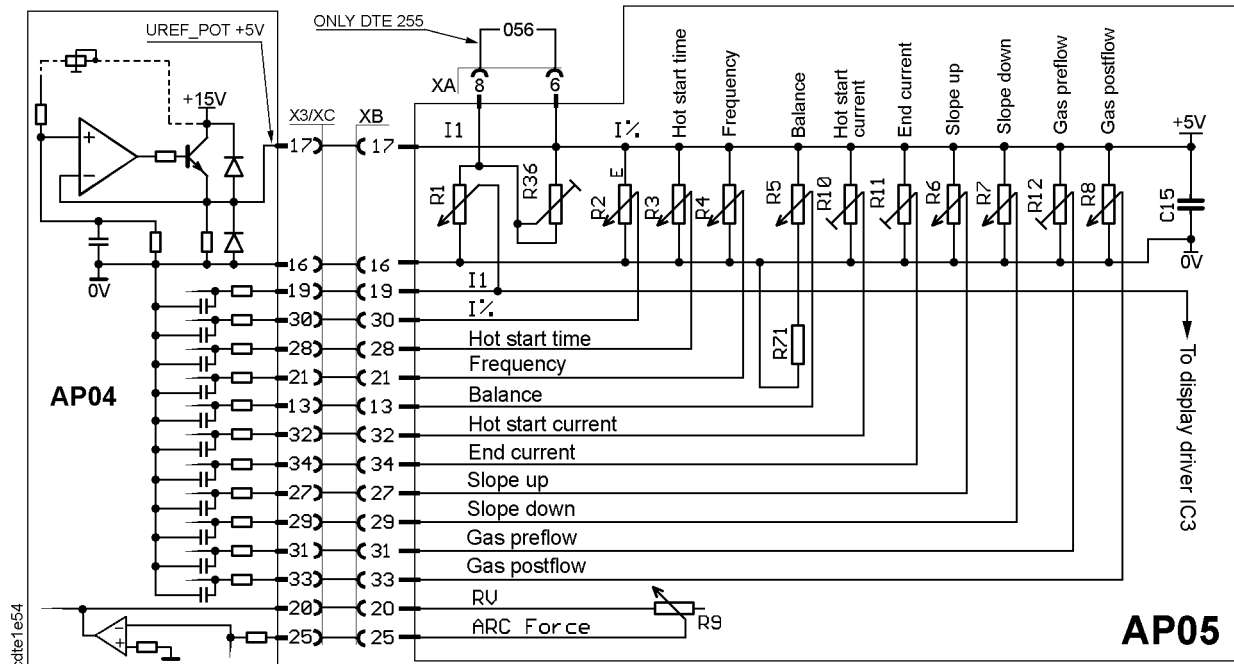 ONLY DTE 255
056
UREF_POT +5V
XA
8
6
+15V
X3/XC
XB
I1
I%
Hot start time
Frequency
Balance
Hot start current
End current
Slope up
Slope down
Gas preflow
Gas postflow
+5V
17
17
+
-
R1
R36
E
R2
R3
R4
R5
R10
R11
R6
R7
R12
R8
C15
0V
0V
16
16
19
19
I1
30
30
I%
28
28
Hot start time
21
21
Frequency
R71
AP04
13
13
Balance
32
32
Hot start current
34
34
End current
27
27
Slope up
29
29
Slope down
31
31
Gas preflow
33
33
Gas postflow
To display driver IC3
20
20
RV
R9
25
25
ARC Force
-
+
AP05
cdte1e54